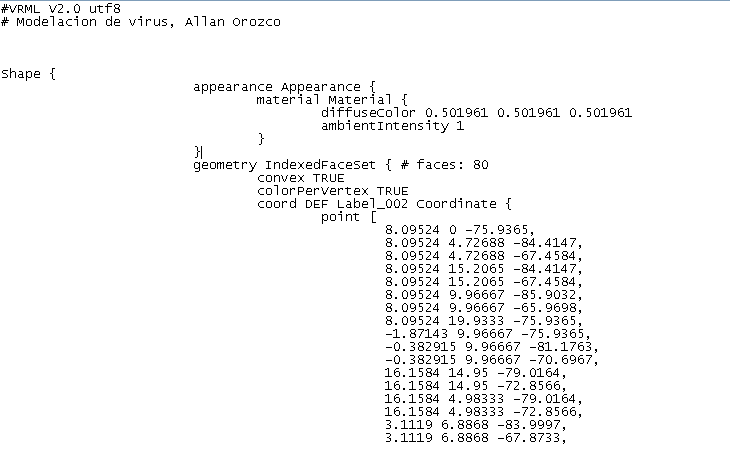 #VRML V2.0 utf8
# Modelacion de virus, Allan Orozco
Shape {
appearance Appearance {
material Material {
diffuseColor 0.501961 0.501961 0.501961
ambientIntensity 1
}
}
geometry IndexedFaceSet { # faces: 80
convex TRUE
colorPerVertex TRUE
coord DEF Label_002 Coordinate {
point [
8.09524 0 -75.9365,
8.09524 4.72688 -84.4147,
8.09524 4.72688 -67.4584,
8.09524 15.2065 -84.4147,
8.09524 15.2065 -67.4584,
8.09524 9.96667 -85.9032,
8.09524 9.96667 -65.9698,
8.09524 19.9333 -75.9365,
-1.87143 9.96667 -75.9365,
-0.382915 9.96667 -81.1763,
-0.382915 9.96667 -70.6967,
16.1584 14.95 -79.0164,
16.1584 14.95 -72.8566,
16.1584 4.98333 -79.0164,
16.1584 4.98333 -72.8566,
3.1119 6.8868 -83.9997,
3.1119 6.8868 -67.8733,